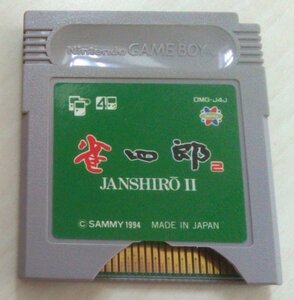 Nintendo GAME BOY
DMG-J4J
雀四郎2
JANSHIRŌ II
© SAMMY 1994 MADE IN JAPAN